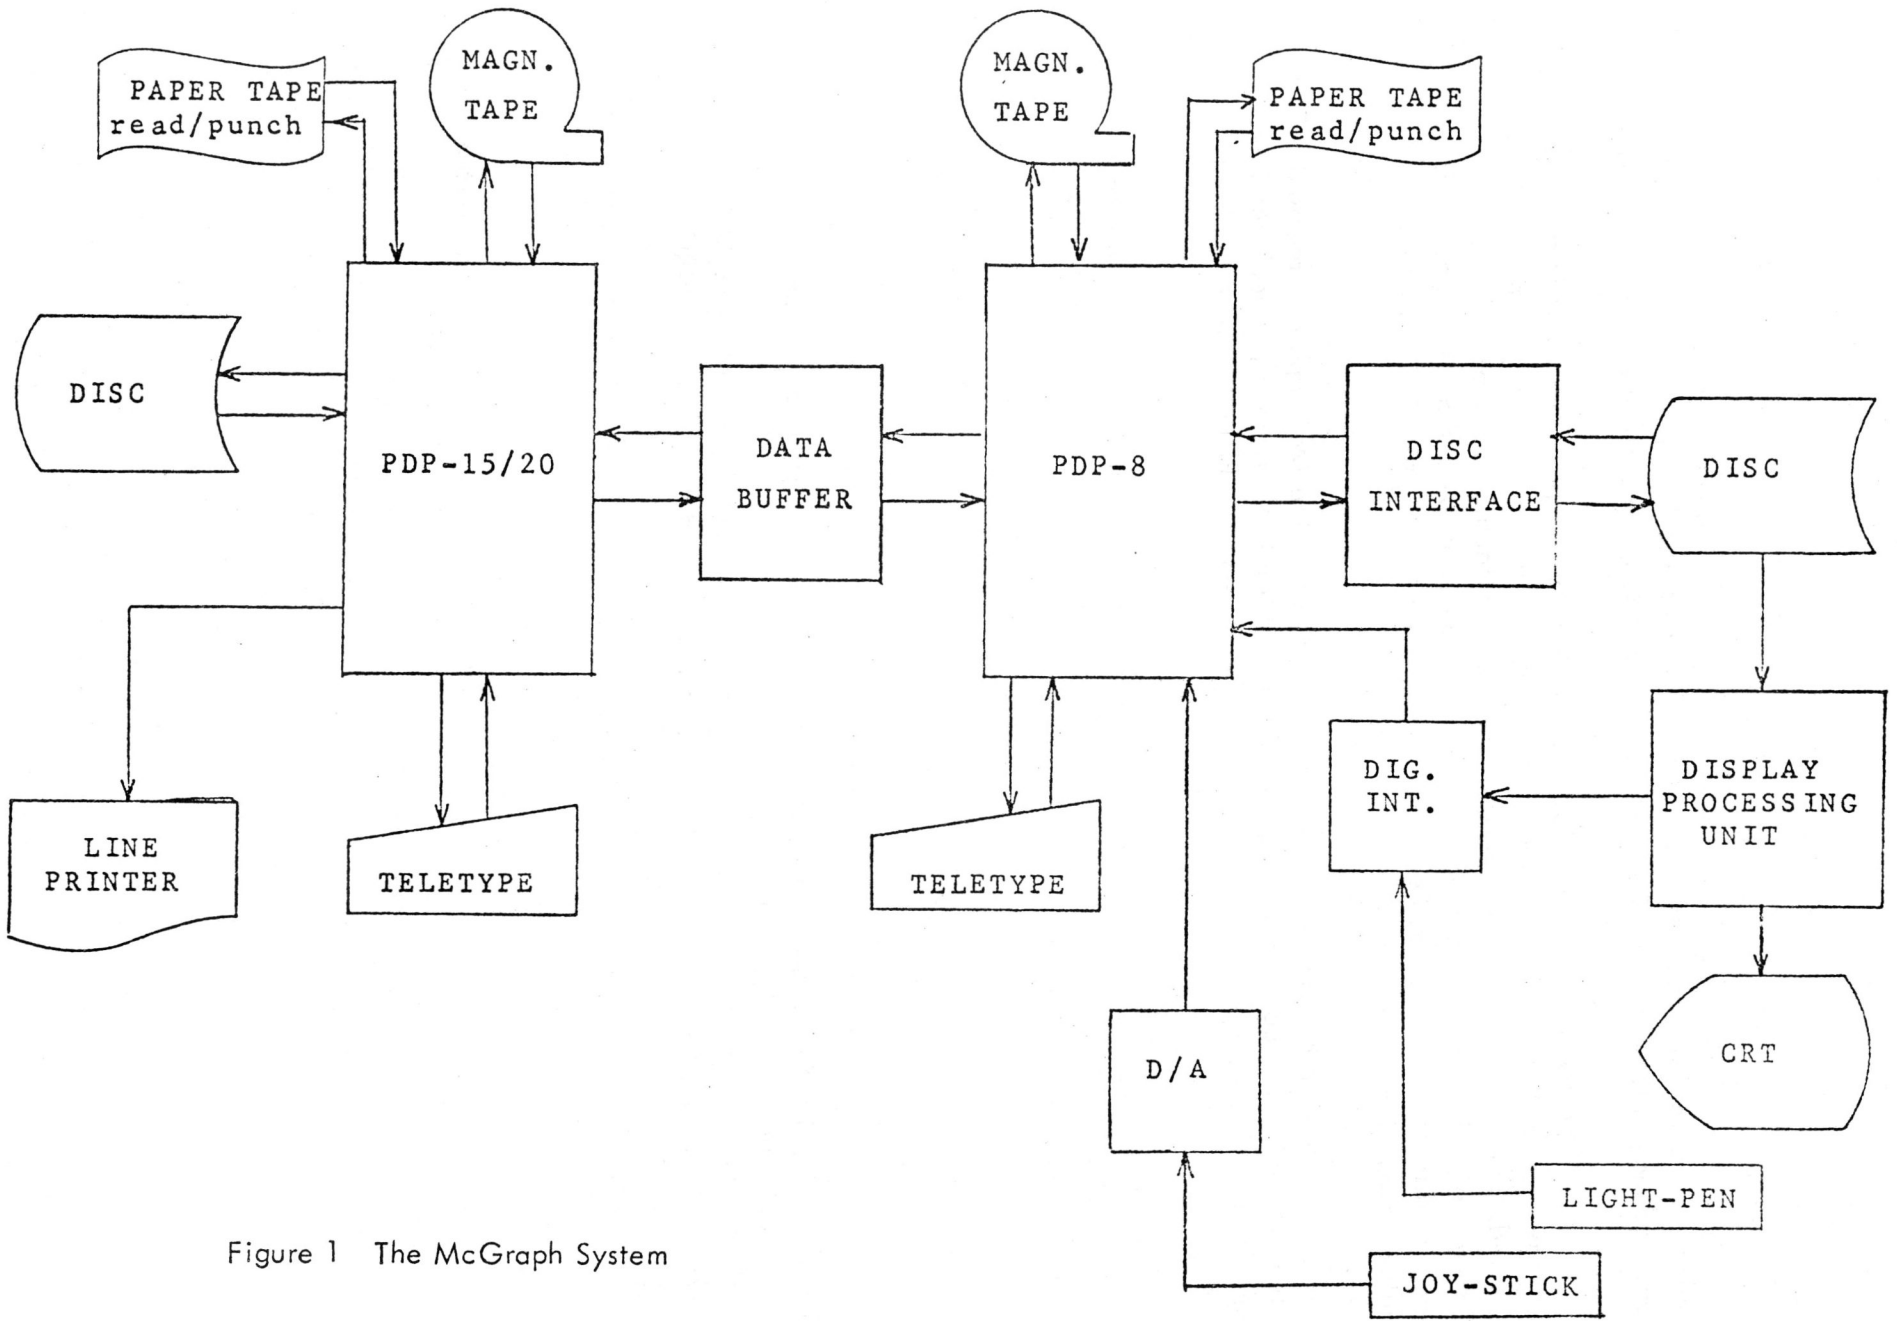 PAPER TAPE
read/punch
MAGN.
TAPE
MAGN.
TAPE
PAPER TAPE
read/punch
DISC
PDP-15/20
DATA
BUFFER
PDP-8
DISC
INTERFACE
DISC
LINE
PRINTER
TELETYPE
TELETYPE
DIG.
INT.
DISPLAY
PROCESSING
UNIT
D/A
CRT
LIGHT-PEN
JOY-STICK
Figure 1 The McGraph System